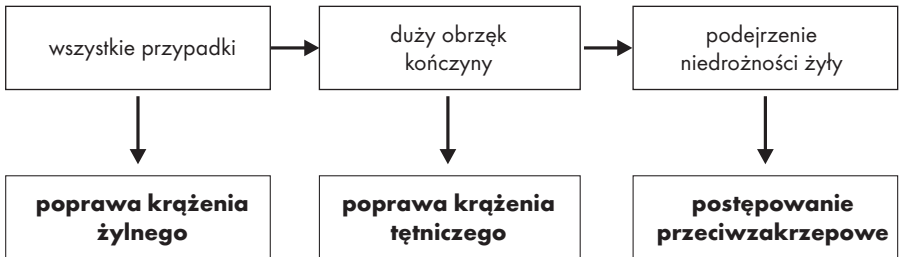 wszystkie przypadki
duży obrzęk
kończyny
podejrzenie
niedrożności żyły
poprawa krążenia
żylnego
poprawa krążenia
tętniczego
postępowanie
przeciwzakrzepowe